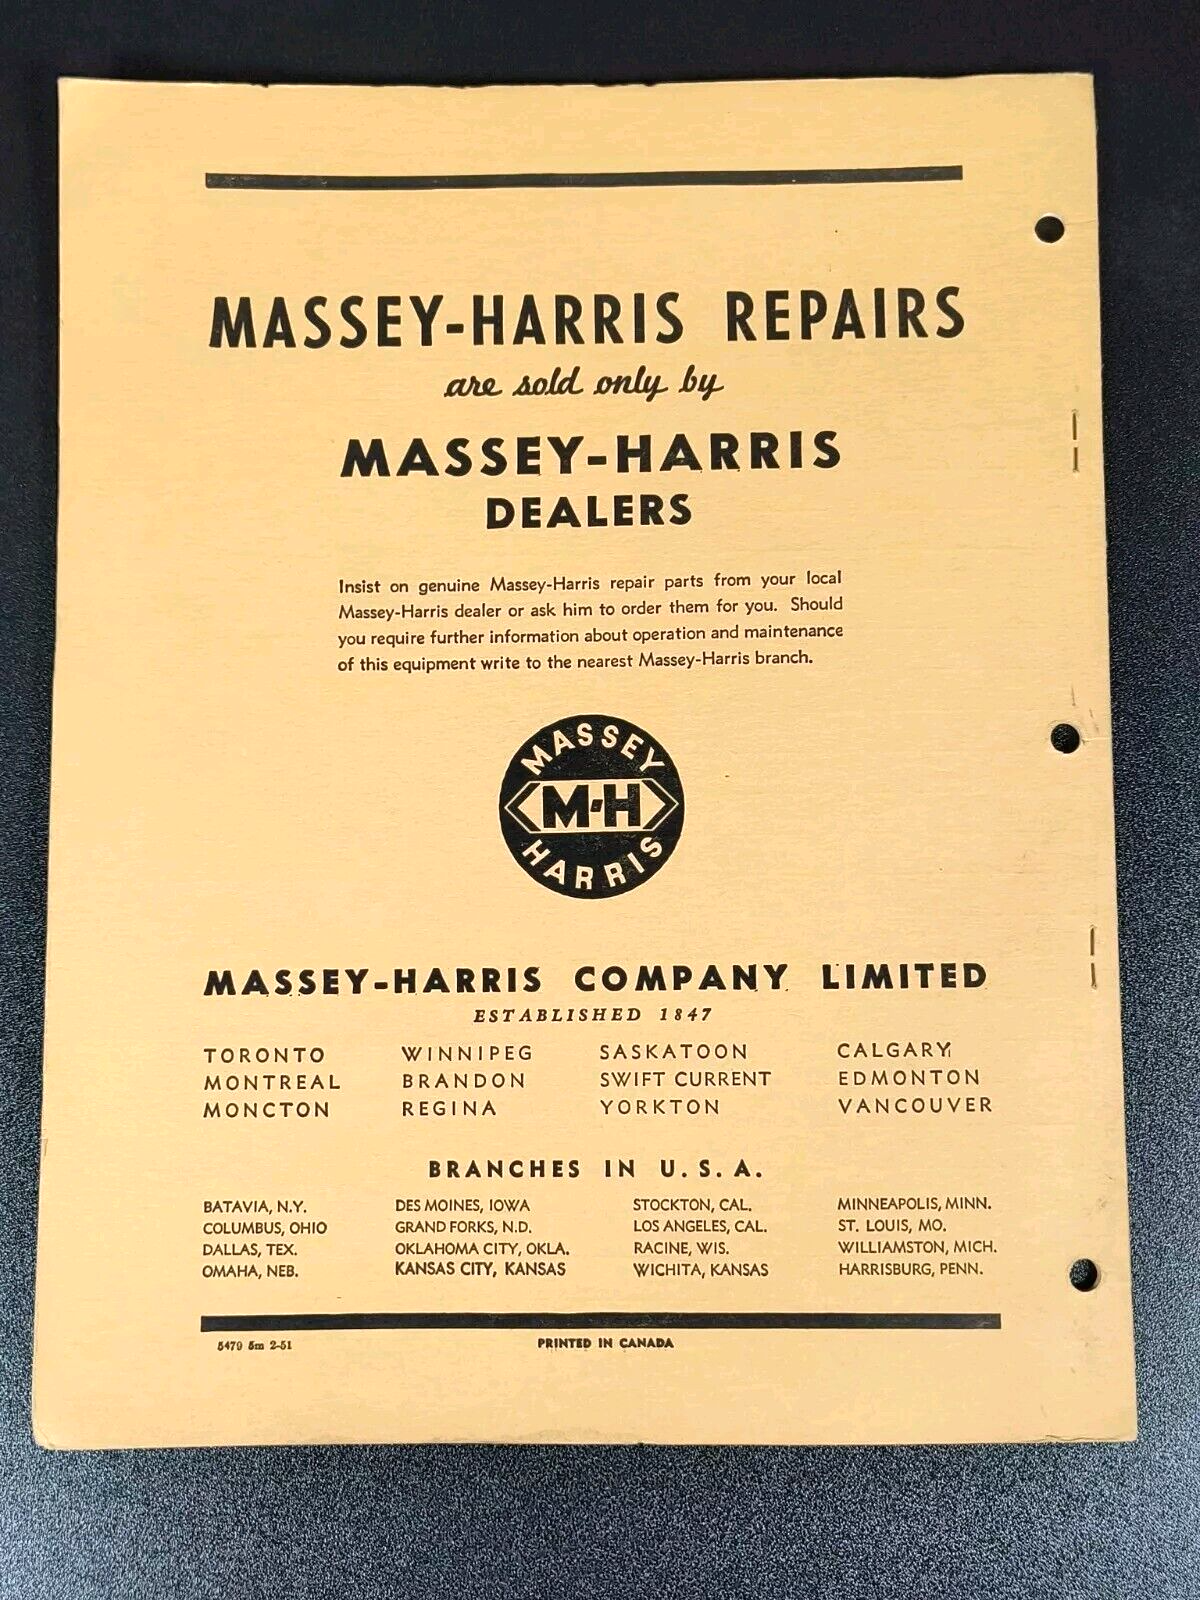 MASSEY-HARRIS REPAIRS
are sold only by
MASSEY-HARRIS
DEALERS
Insist on genuine Massey-Harris repair parts from your local
Massey-Harris dealer or ask him to order them for you. Should
you require further information about operation and maintenance
of this equipment write to the nearest Massey-Harris branch.
MASSEY
M-H
HARRIS
MASSEY-HARRIS COMPANY LIMITED
ESTABLISHED 1847
TORONTO WINNIPEG SASKATOON CALGARY
MONTREAL BRANDON SWIFT CURRENT EDMONTON
MONCTON REGINA YORKTON VANCOUVER
BRANCHES IN U. S. A.
BATAVIA, N.Y. DES MOINES, IOWA STOCKTON, CAL. MINNEAPOLIS, MINN.
COLUMBUS, OHIO GRAND FORKS, N.D. LOS ANGELES, CAL. ST. LOUIS, MO.
DALLAS, TEX. OKLAHOMA CITY, OKLA. RACINE, WIS. WILLIAMSTON, MICH.
OMAHA, NEB. KANSAS CITY, KANSAS WICHITA, KANSAS HARRISBURG, PENN.
5479 5m 2-51 PRINTED IN CANADA